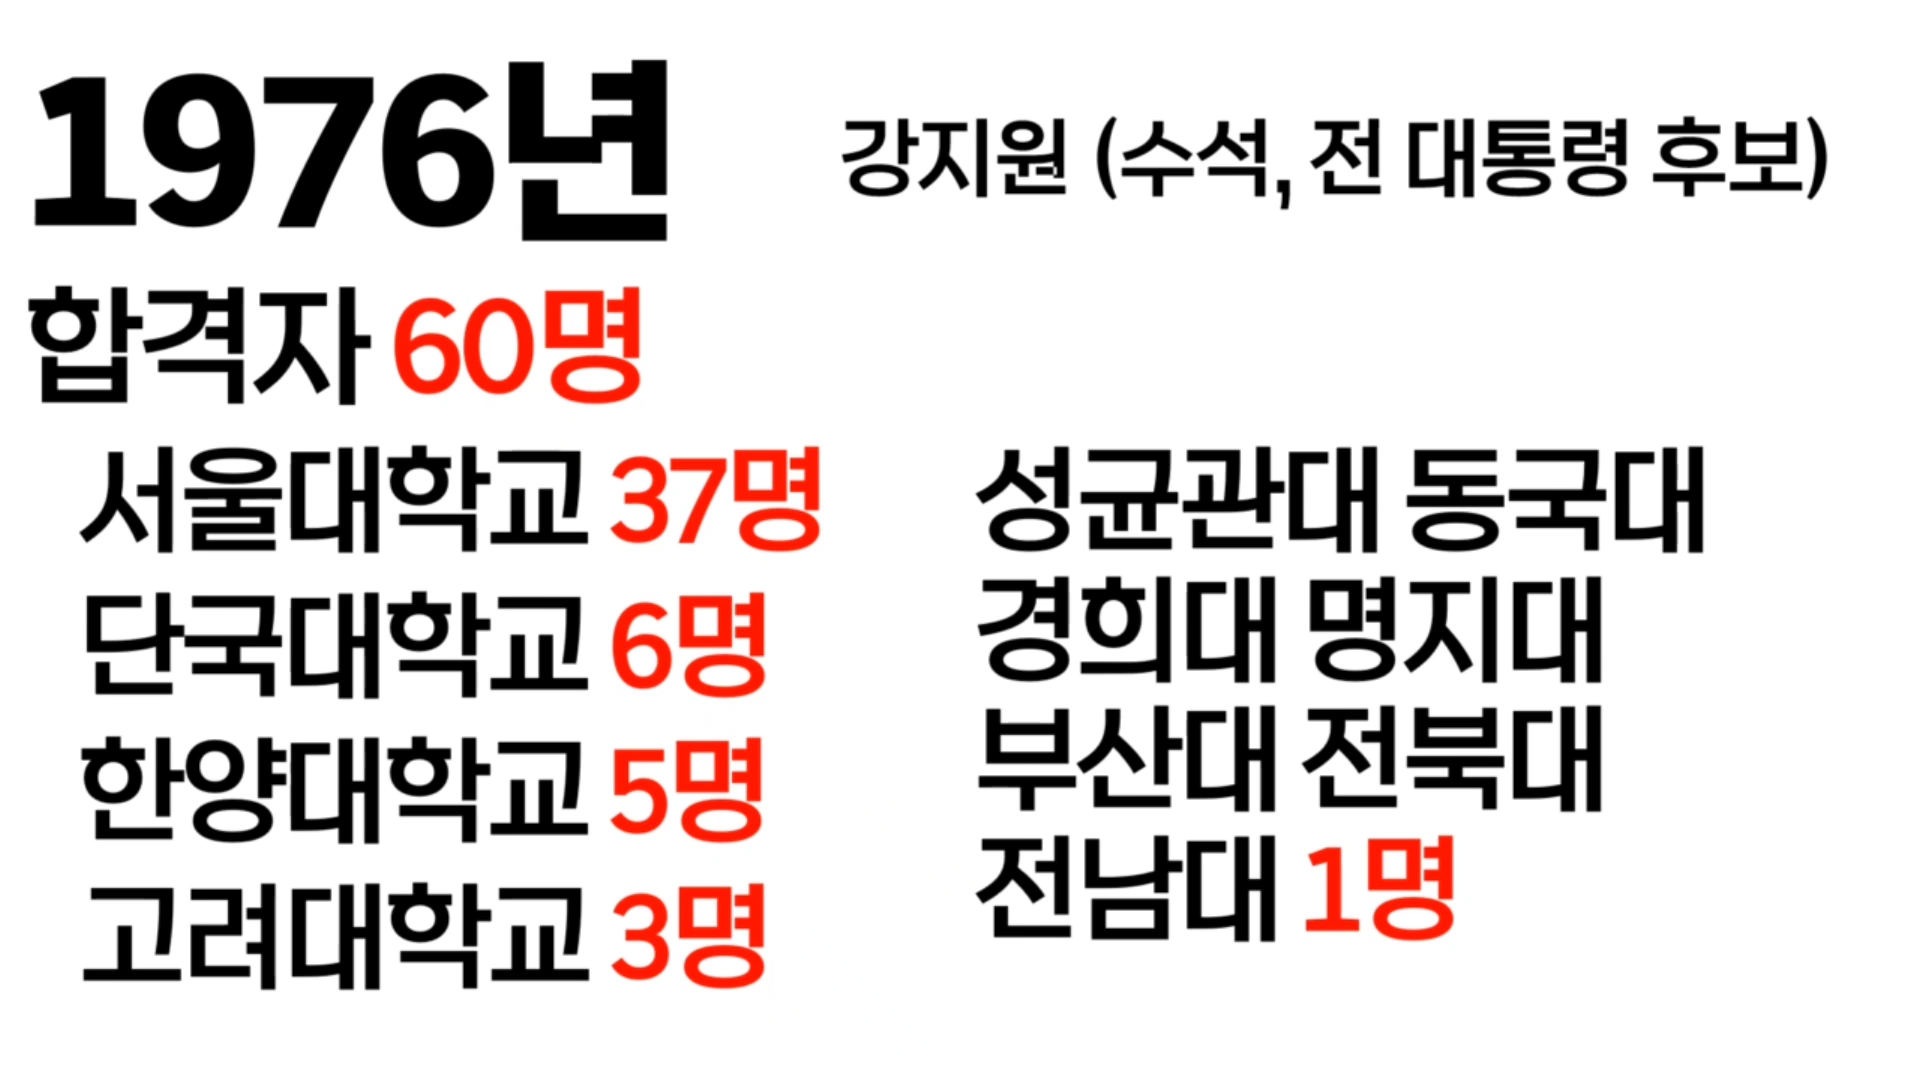 1976년
강지원 (수석, 전 대통령 후보)
합격자 60명
서울대학교 37명
단국대학교 6명
한양대학교 5명
고려대학교 3명
성균관대 동국대
경희대 명지대
부산대 전북대
전남대 1명